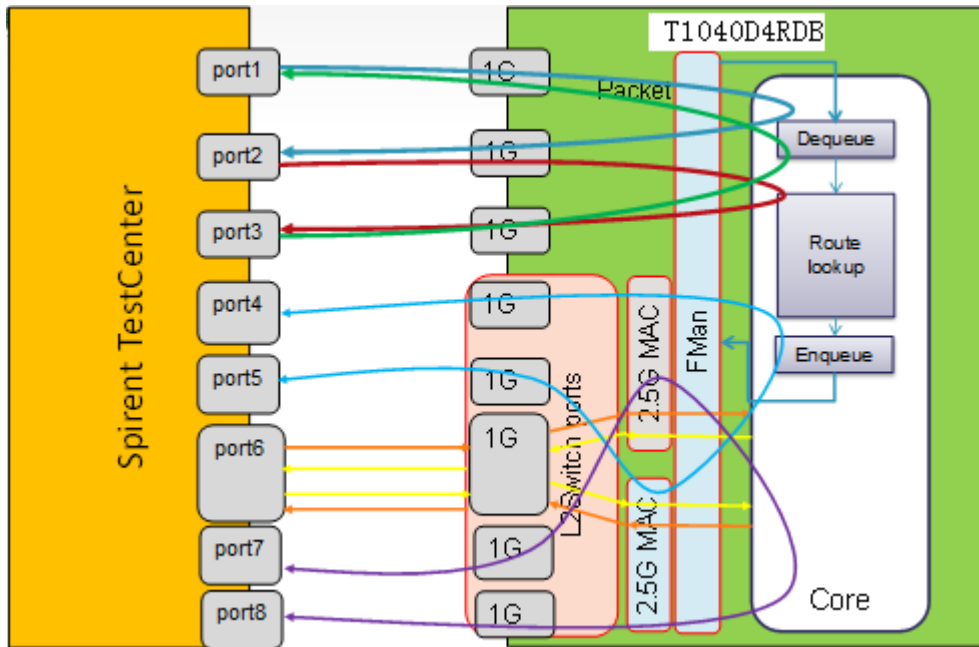 T1040D4RDB
Spirent TestCenter
port1
port2
port3
port4
port5
port6
port7
port8
1G
1G
1G
1G
1G
1G
1G
1G
L2Switch ports
2.5G MAC
2.5G MAC
Packet
FMan
Dequeue
Route
lookup
Enqueue
Core